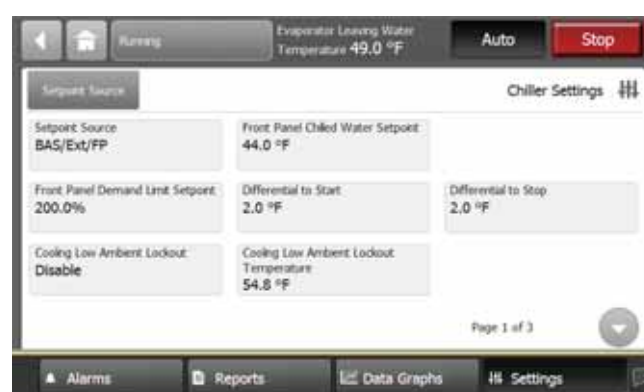 Running
Evaporator Leaving Water
Temperature 49.0 °F
Auto
Stop
Setpoint Source
Chiller Settings
Setpoint Source
BAS/Ext/FP
Front Panel Chilled Water Setpoint
44.0 °F
Front Panel Demand Limit Setpoint
200.0%
Differential to Start
2.0 °F
Differential to Stop
2.0 °F
Cooling Low Ambient Lockout
Disable
Cooling Low Ambient Lockout
Temperature
54.8 °F
Page 1 of 3
Alarms
Reports
Data Graphs
Settings